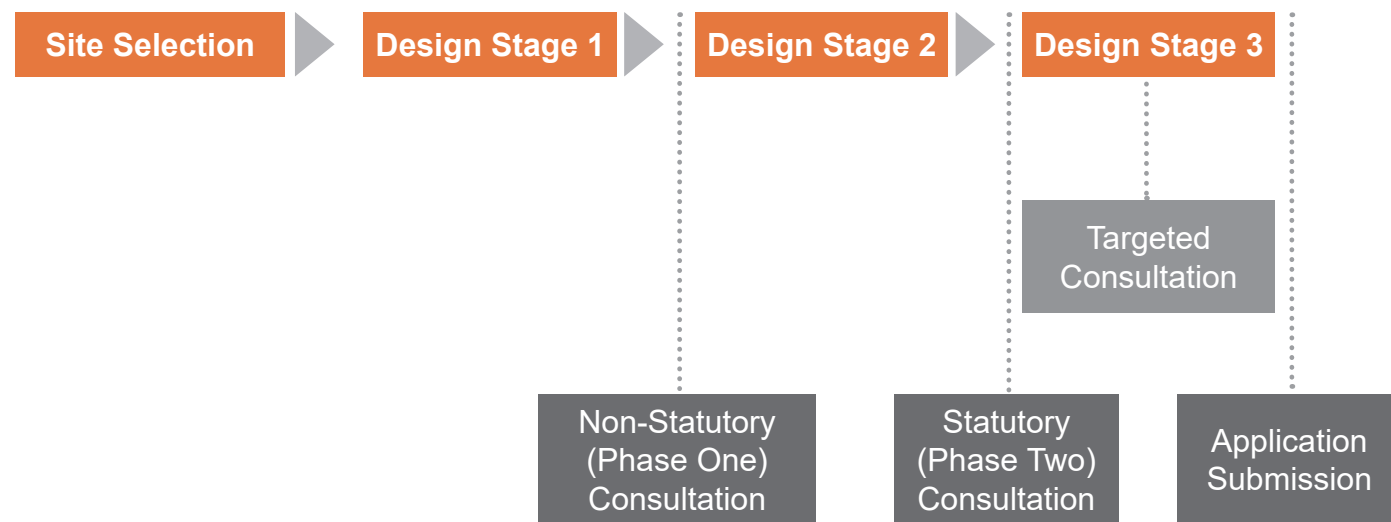 Site Selection
Design Stage 1
Design Stage 2
Design Stage 3
Targeted
Consultation
Non-Statutory
(Phase One)
Consultation
Statutory
(Phase Two)
Consultation
Application
Submission